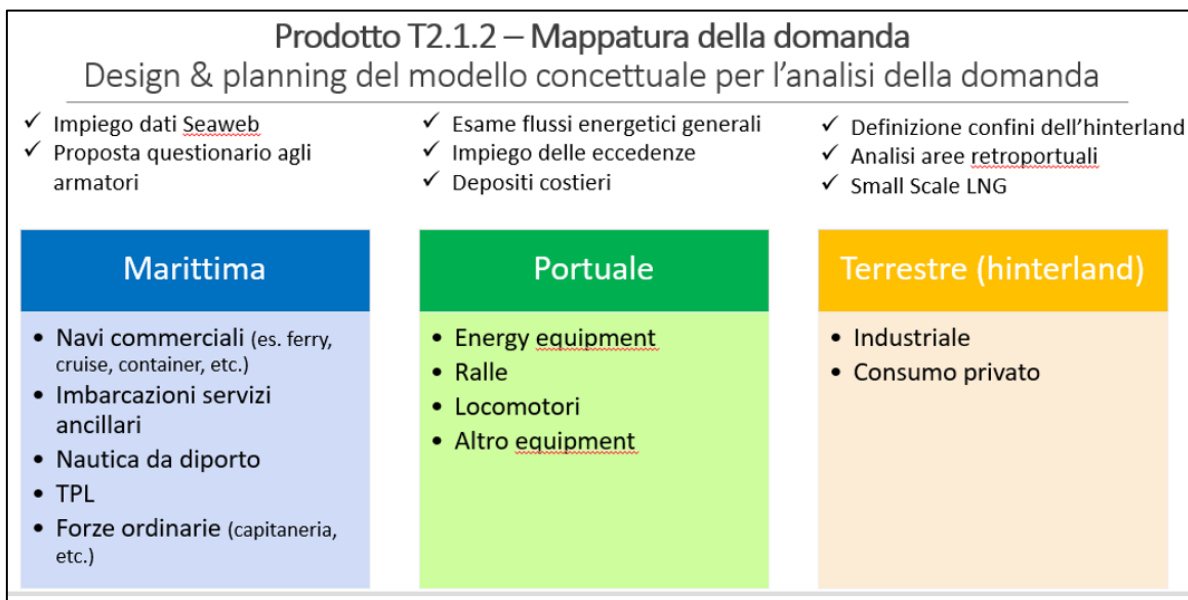 Prodotto T2.1.2 – Mappatura della domanda
Design & planning del modello concettuale per l'analisi della domanda
✓ Impiego dati Seaweb
✓ Proposta questionario agli
armatori
✓ Esame flussi energetici generali
✓ Impiego delle eccedenze
✓ Depositi costieri
✓ Definizione confini dell'hinterland
✓ Analisi aree retroportuali
✓ Small Scale LNG
Marittima
• Navi commerciali (es. ferry,
cruise, container, etc.)
• Imbarcazioni servizi
ancillari
• Nautica da diporto
• TPL
• Forze ordinarie (capitaneria,
etc.)
Portuale
• Energy equipment
• Ralle
• Locomotori
• Altro equipment
Terrestre (hinterland)
• Industriale
• Consumo privato